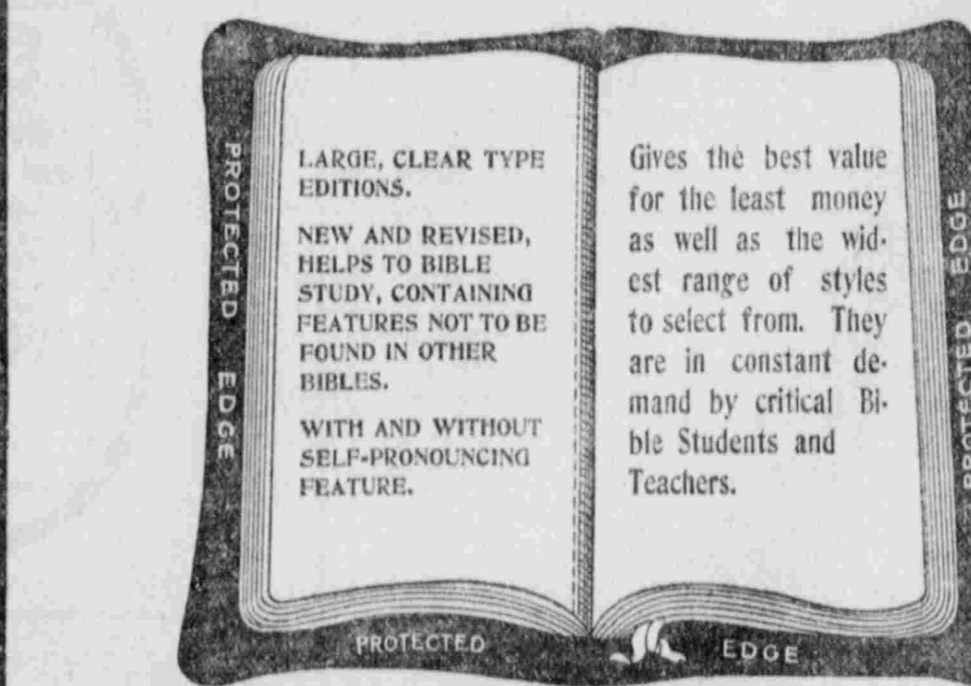 PROTECTED EDGE
LARGE, CLEAR TYPE
EDITIONS.
NEW AND REVISED,
HELPS TO BIBLE
STUDY, CONTAINING
FEATURES NOT TO BE
FOUND IN OTHER
BIBLES.
WITH AND WITHOUT
SELF-PRONOUNCING
FEATURE.
Gives the best value
for the least money
as well as the wid-
est range of styles
to select from. They
are in constant de-
mand by critical Bi-
ble Students and
Teachers.
PROTECTED EDGE
PROTECTED EDGE